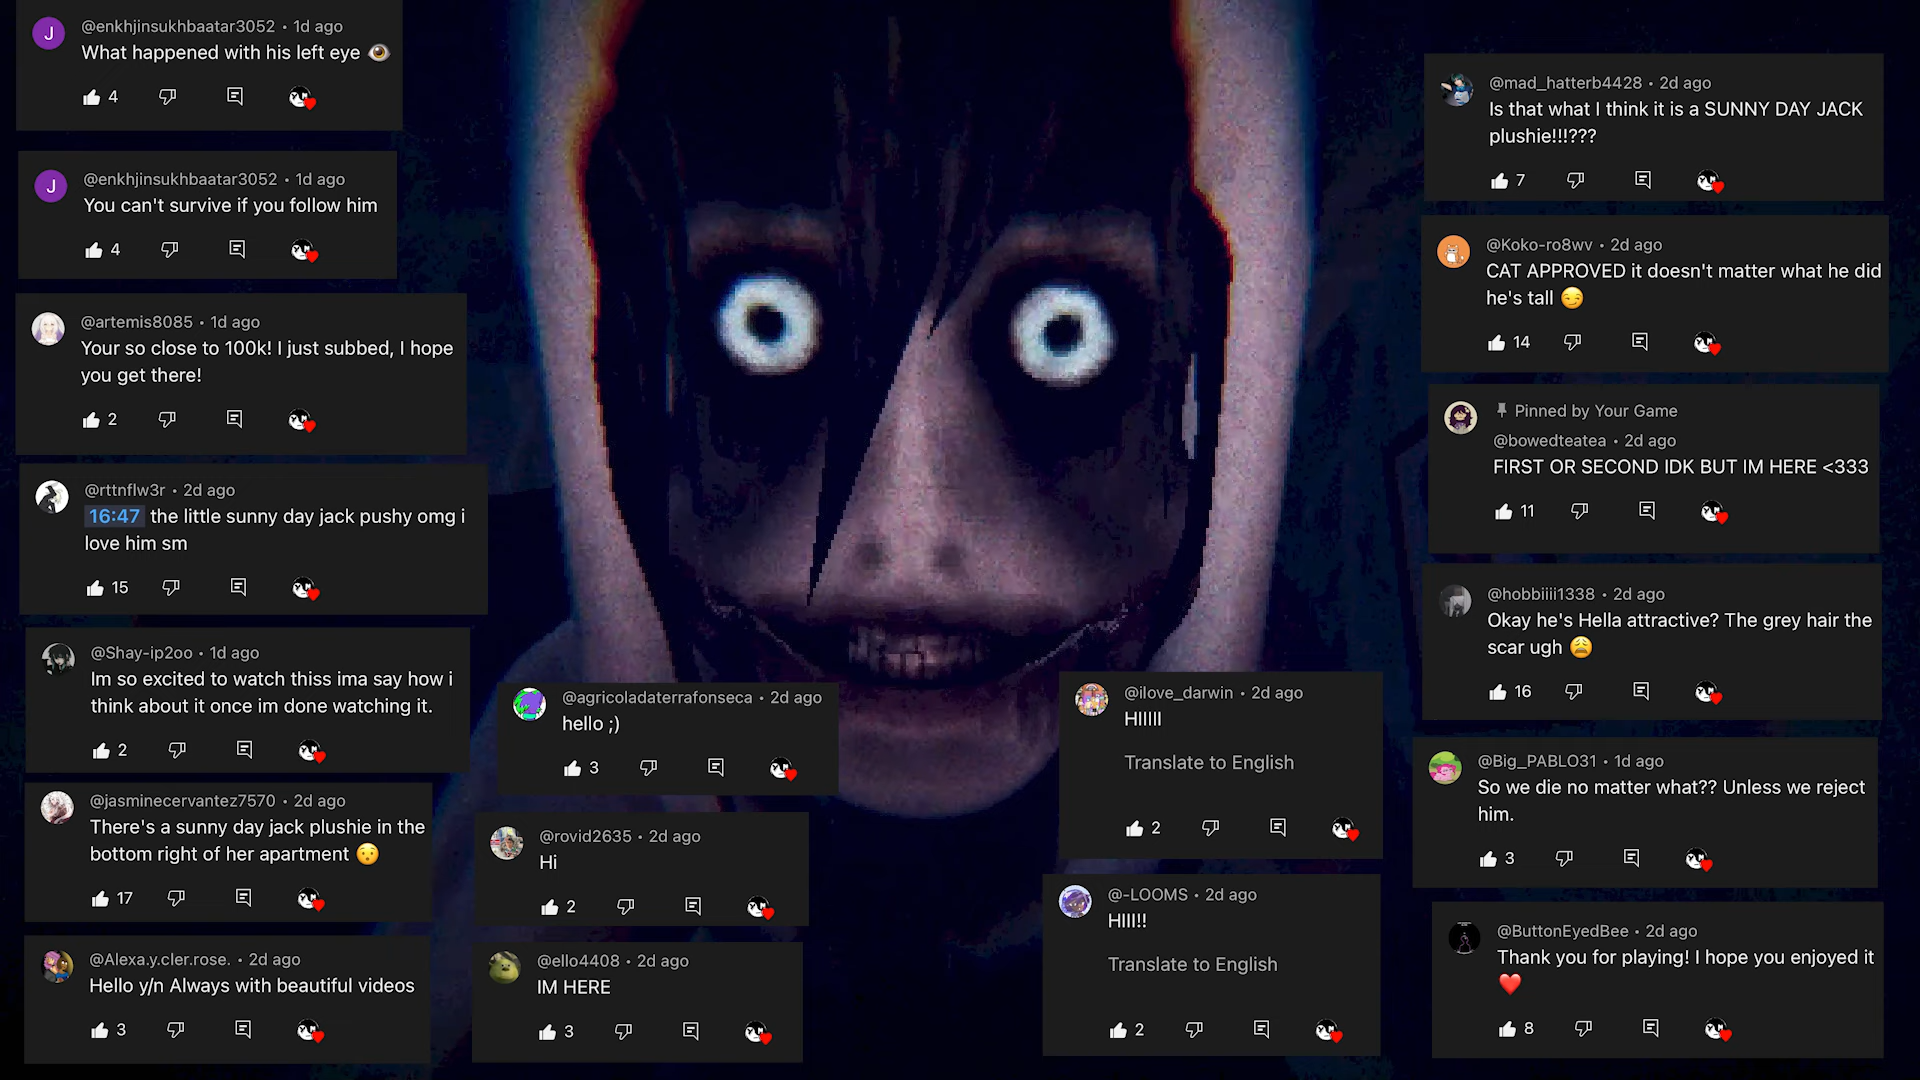 @enkhjinsukhbaatar3052 • 1d ago
What happened with his left eye 👁️
4
@enkhjinsukhbaatar3052 • 1d ago
You can't survive if you follow him
4
@artemis8085 • 1d ago
Your so close to 100k! I just subbed, I hope
you get there!
2
@rttnflw3r • 2d ago
16:47 the little sunny day jack pushy omg i
love him sm
15
@Shay-ip2oo • 1d ago
Im so excited to watch thiss ima say how i
think about it once im done watching it.
2
@jasminecervantez7570 • 2d ago
There's a sunny day jack plushie in the
bottom right of her apartment 😯
17
@Alexa.y.cler.rose. • 2d ago
Hello y/n Always with beautiful videos
3
@agricoladaterrafonseca • 2d ago
hello ;)
3
@rovid2635 • 2d ago
Hi
2
@ello4408 • 2d ago
IM HERE
3
@ilove_darwin • 2d ago
HIIIII
Translate to English
2
@-LOOMS • 2d ago
HIII!!
Translate to English
2
@mad_hatterb4428 • 2d ago
Is that what I think it is a SUNNY DAY JACK
plushie!!!???
7
@Koko-ro8wv • 2d ago
CAT APPROVED it doesn't matter what he did
he's tall 😏
14
Pinned by Your Game
@bowedteatea • 2d ago
FIRST OR SECOND IDK BUT IM HERE <333
11
@hobbiiii1338 • 2d ago
Okay he's Hella attractive? The grey hair the
scar ugh 😩
16
@Big_PABLO31 • 1d ago
So we die no matter what?? Unless we reject
him.
3
@ButtonEyedBee • 2d ago
Thank you for playing! I hope you enjoyed it
❤️
8